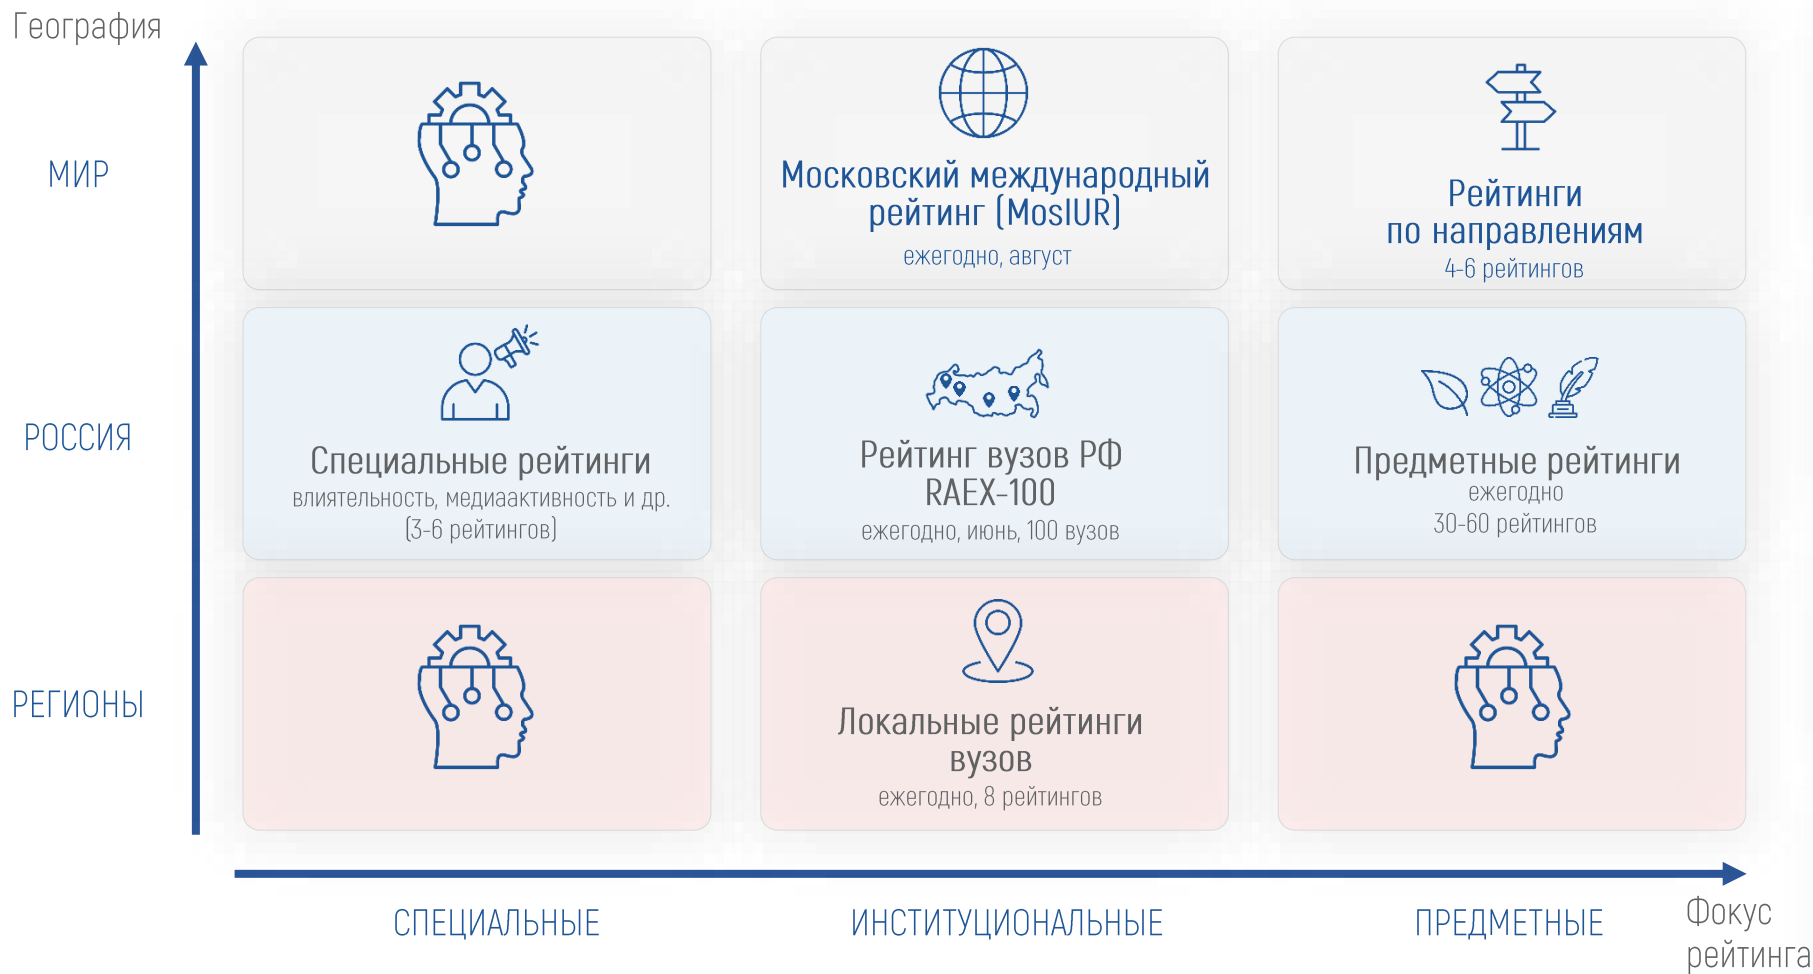 География
МИР
Московский международный
рейтинг (MosIUR)
ежегодно, август
Рейтинги
по направлениям
4-6 рейтингов
РОССИЯ
Специальные рейтинги
влиятельность, медиаактивность и др.
(3-6 рейтингов)
Рейтинг вузов РФ
RAEX-100
ежегодно, июнь, 100 вузов
Предметные рейтинги
ежегодно
30-60 рейтингов
РЕГИОНЫ
Локальные рейтинги
вузов
ежегодно, 8 рейтингов
СПЕЦИАЛЬНЫЕ
ИНСТИТУЦИОНАЛЬНЫЕ
ПРЕДМЕТНЫЕ
Фокус
рейтинга